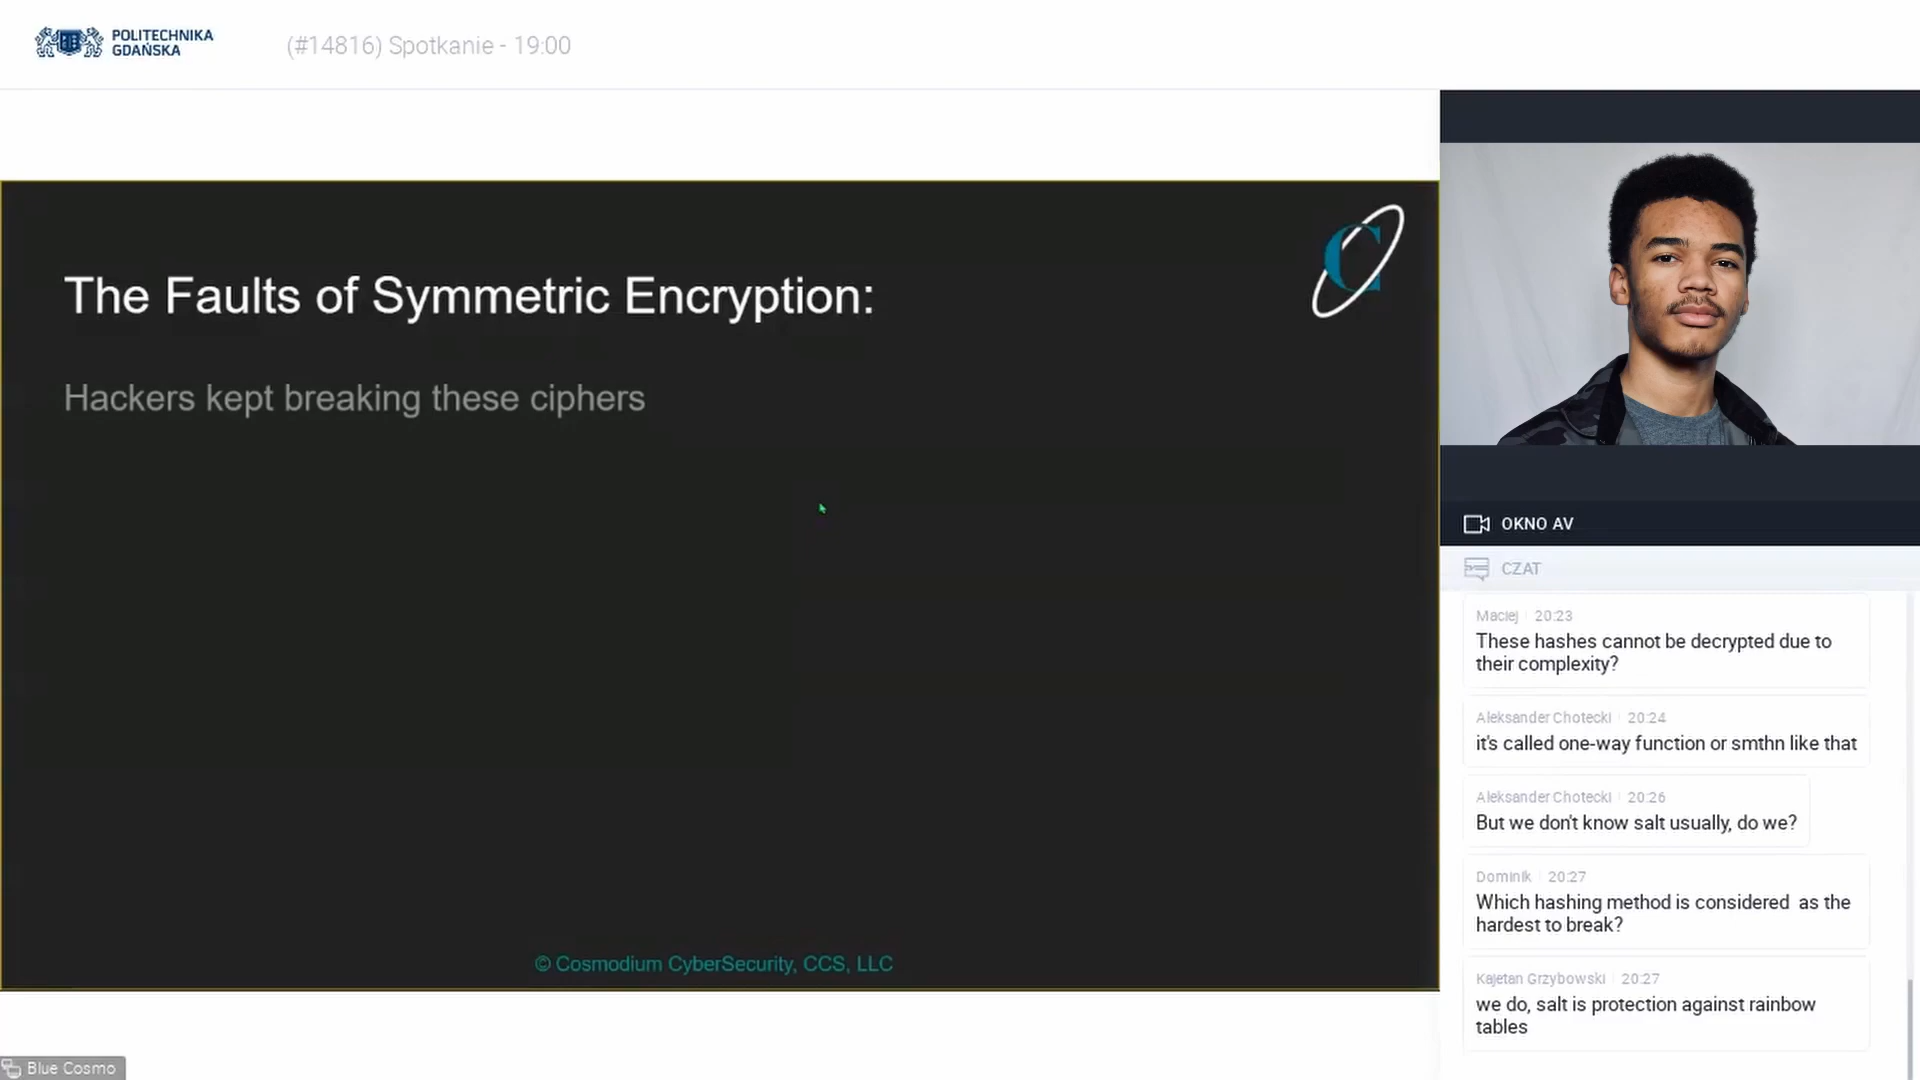 POLITECHNIKA
GDAŃSKA
(#14816) Spotkanie - 19:00
The Faults of Symmetric Encryption:
C
Hackers kept breaking these ciphers
© Cosmodium CyberSecurity, CCS, LLC
Blue Cosmo
OKNO AV
CZAT
Maciej 20:23
These hashes cannot be decrypted due to
their complexity?
Aleksander Chotecki 20:24
it's called one-way function or smthn like that
Aleksander Chotecki 20:26
But we don't know salt usually, do we?
Dominik 20:27
Which hashing method is considered as the
hardest to break?
Kajetan Grzybowski 20:27
we do, salt is protection against rainbow
tables